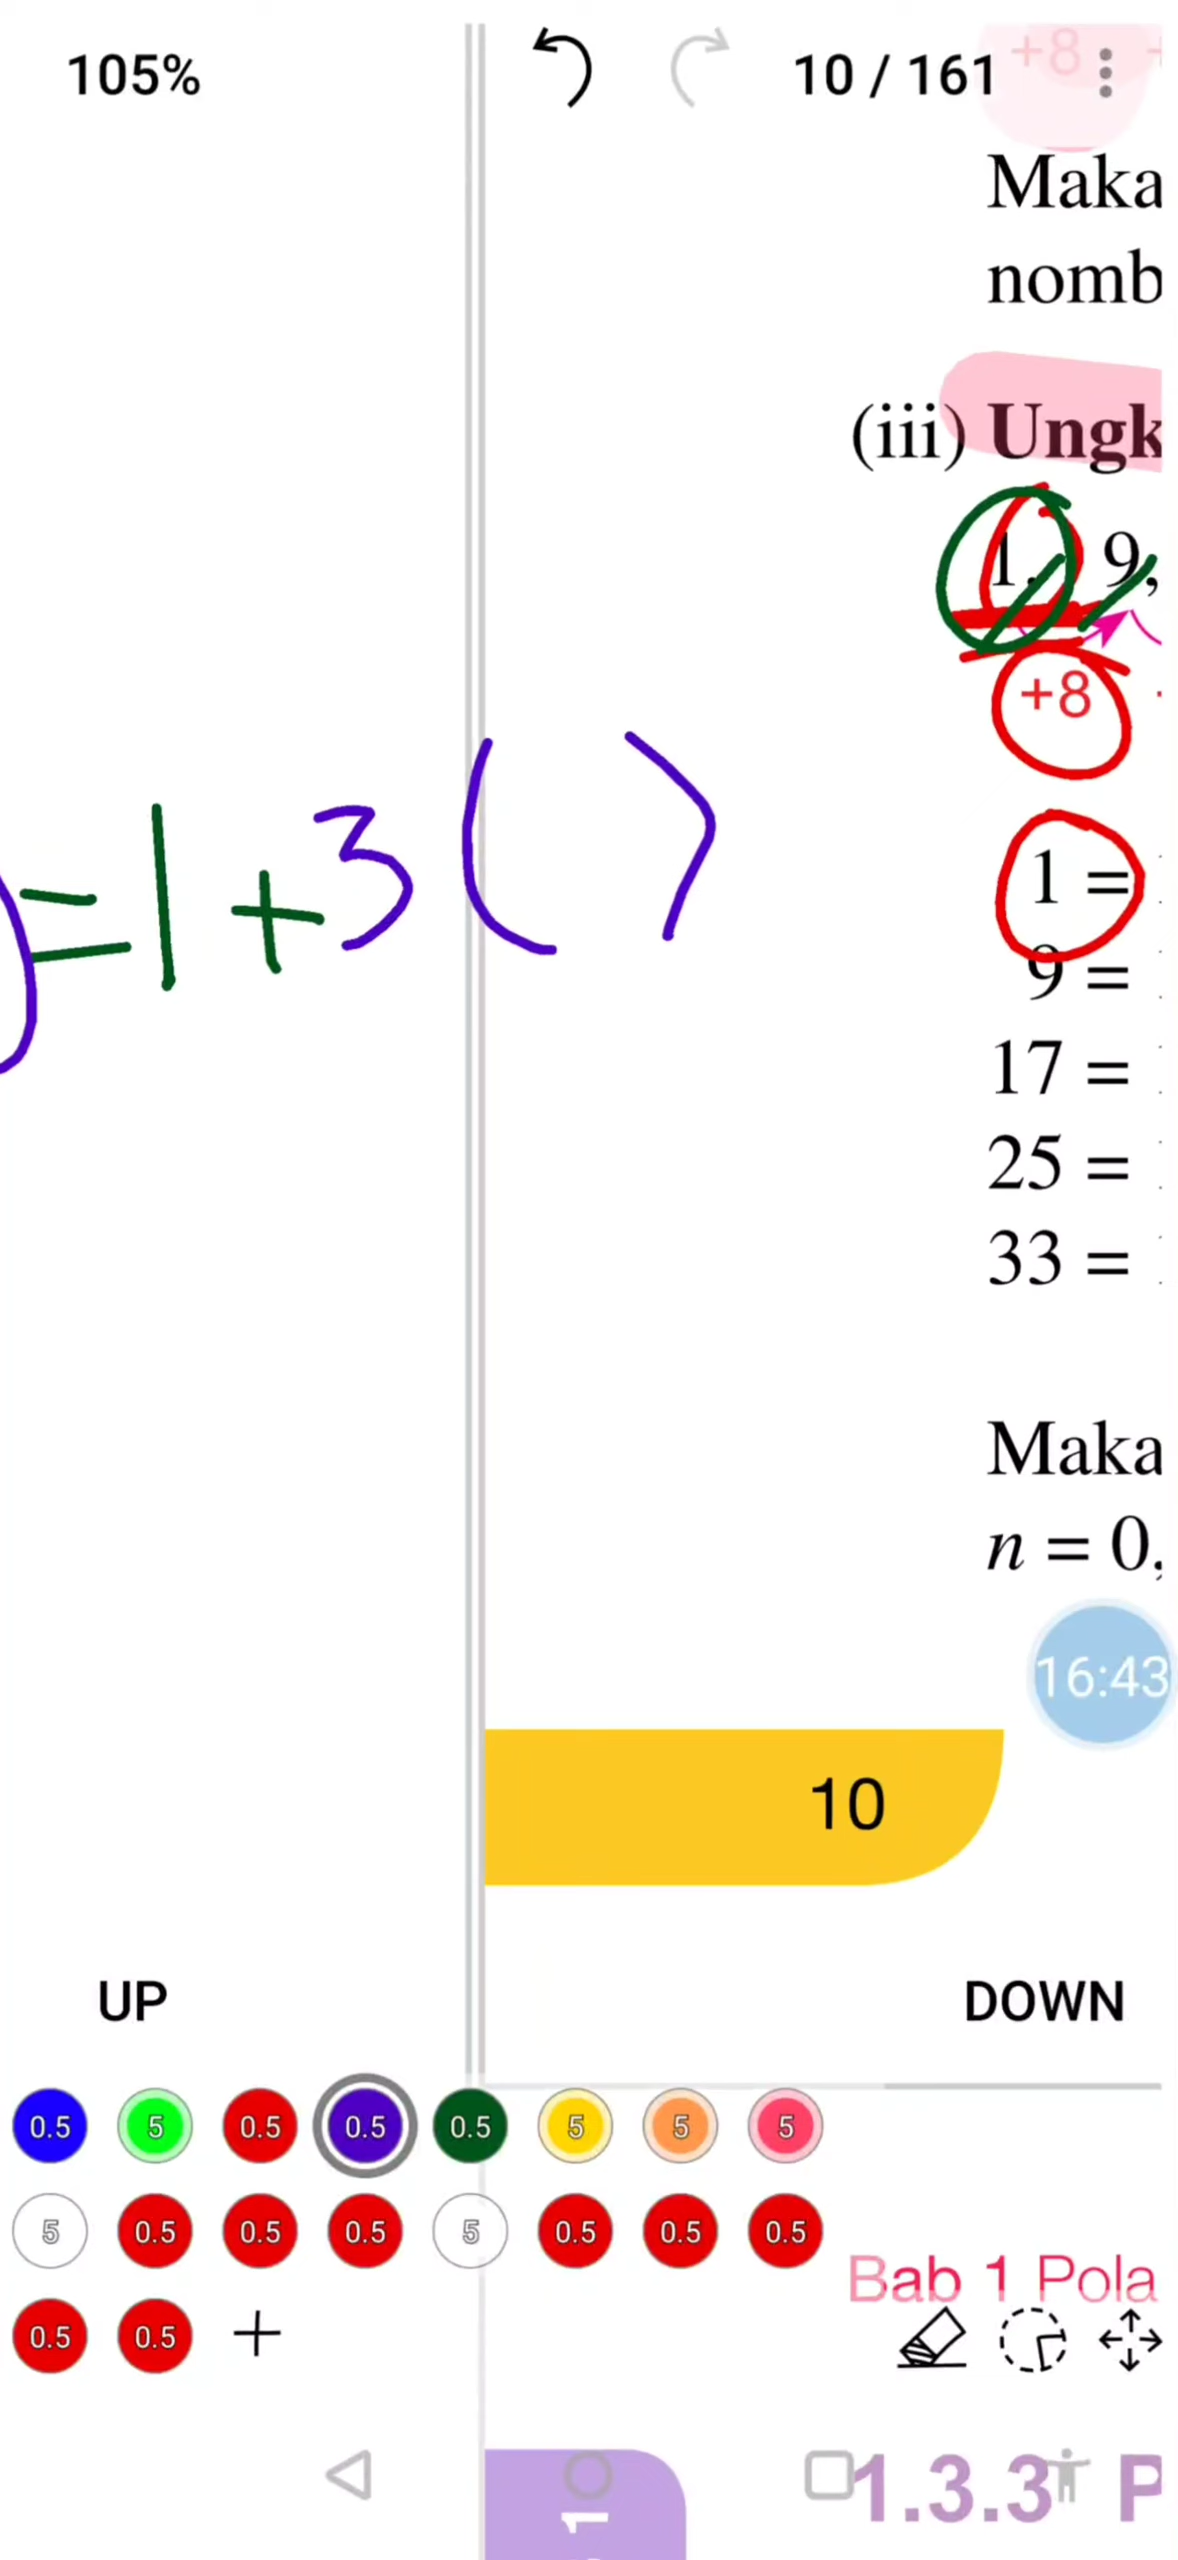 105%
10 / 161
+8
Maka
nomb
(iii) Ungk
1, 9,
+8
=1+3( )
1 =
9 =
17 =
25 =
33 =
Maka
n = 0,
16:43
10
UP
DOWN
0.5 5 0.5 0.5 0.5 5 5 5
5 0.5 0.5 0.5 5 0.5 0.5 0.5
Bab 1 Pola
0.5 0.5 +
1.3.3 P
1